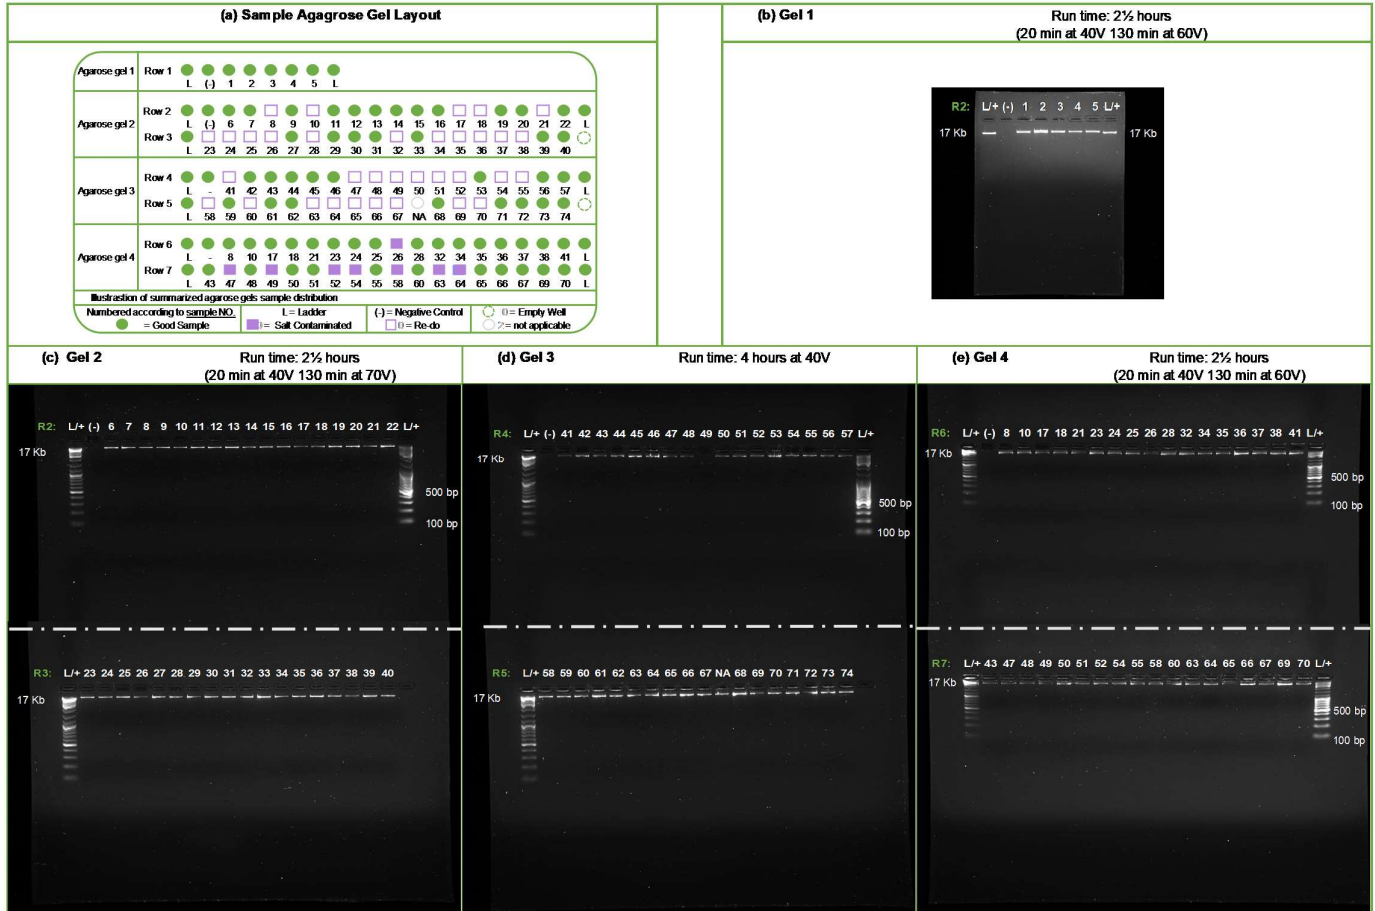 (a) Sample Agagrose Gel Layout
Agarose gel 1 Row 1
L (-) 1 2 3 4 5 L
Agarose gel 2 Row 2
L (-) 6 7 8 9 10 11 12 13 14 15 16 17 18 19 20 21 22 L
Row 3
L 23 24 25 26 27 28 29 30 31 32 33 34 35 36 37 38 39 40
Agarose gel 3 Row 4
L - 41 42 43 44 45 46 47 48 49 50 51 52 53 54 55 56 57 L
Row 5
L 58 59 60 61 62 63 64 65 66 67 NA 68 69 70 71 72 73 74
Agarose gel 4 Row 6
L - 8 10 17 18 21 23 24 25 26 28 32 34 35 36 37 38 41 L
Row 7
L 43 47 48 49 50 51 52 54 55 58 60 63 64 65 66 67 69 70 L
Illustrastion of summarized agarose gels sample distribution
Numbered according to sample NO. L = Ladder (-) = Negative Control = Empty Well
= Good Sample = Salt Contaminated = Re-do = not applicable
(b) Gel 1 Run time: 2½ hours
(20 min at 40V 130 min at 60V)
R2: L/+ (-) 1 2 3 4 5 L/+
17 Kb 17 Kb
(c) Gel 2 Run time: 2½ hours
(20 min at 40V 130 min at 70V)
R2: L/+ (-) 6 7 8 9 10 11 12 13 14 15 16 17 18 19 20 21 22 L/+
17 Kb
500 bp
100 bp
R3: L/+ 23 24 25 26 27 28 29 30 31 32 33 34 35 36 37 38 39 40
17 Kb
(d) Gel 3 Run time: 4 hours at 40V
R4: L/+ (-) 41 42 43 44 45 46 47 48 49 50 51 52 53 54 55 56 57 L/+
17 Kb
500 bp
100 bp
R5: L/+ 58 59 60 61 62 63 64 65 66 67 NA 68 69 70 71 72 73 74
17 Kb
(e) Gel 4 Run time: 2½ hours
(20 min at 40V 130 min at 60V)
R6: L/+ (-) 8 10 17 18 21 23 24 25 26 28 32 34 35 36 37 38 41 L/+
17 Kb
500 bp
100 bp
R7: L/+ 43 47 48 49 50 51 52 54 55 58 60 63 64 65 66 67 69 70 L/+
17 Kb
500 bp
100 bp